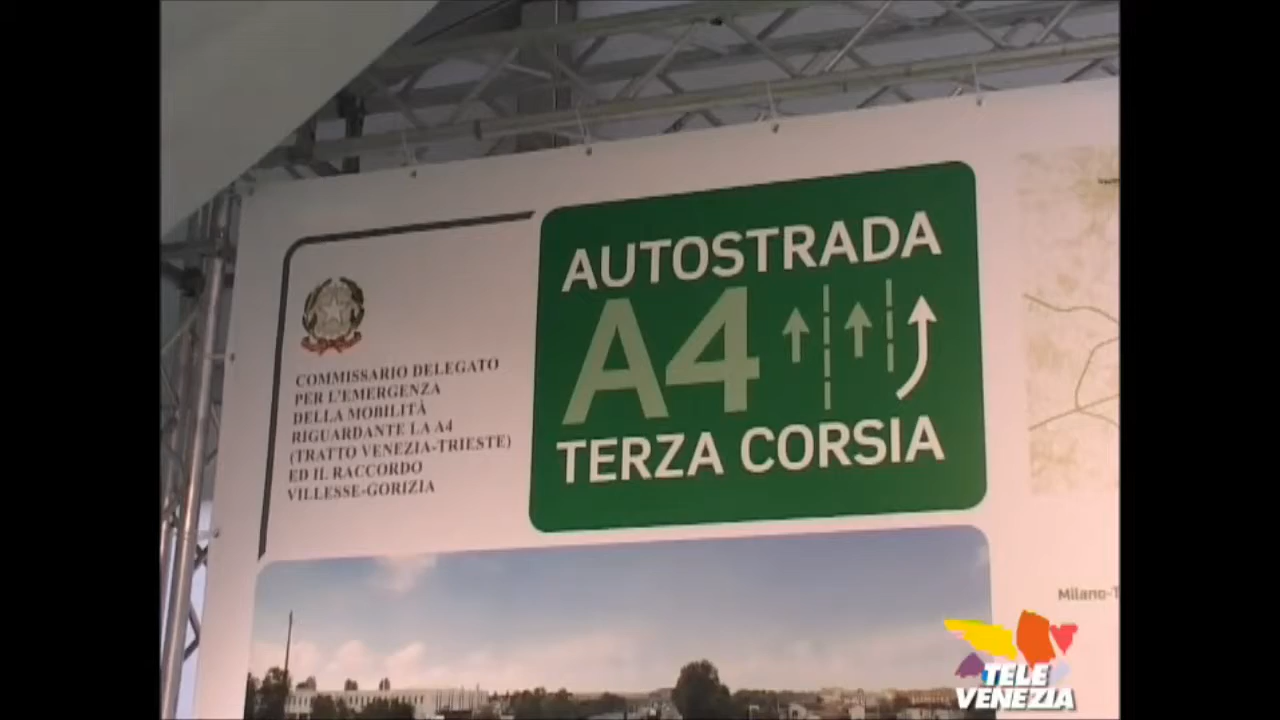 COMMISSARIO DELEGATO
PER L'EMERGENZA
DELLA MOBILITÀ
RIGUARDANTE LA A4
(TRATTO VENEZIA-TRIESTE)
ED IL RACCORDO
VILLESSE-GORIZIA
AUTOSTRADA
A4
TERZA CORSIA
TELE
VENEZIA